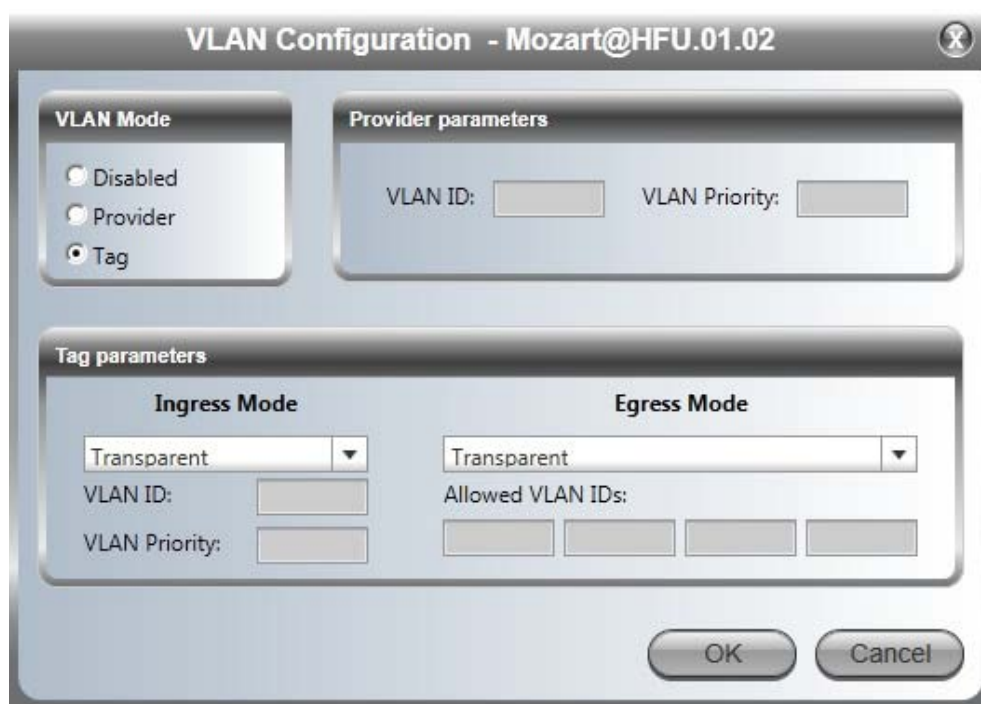 VLAN Configuration - Mozart@HFU.01.02
X
VLAN Mode
Disabled
Provider
Tag
Provider parameters
VLAN ID:
VLAN Priority:
Tag parameters
Ingress Mode
Transparent
VLAN ID:
VLAN Priority:
Egress Mode
Transparent
Allowed VLAN IDs:
OK
Cancel